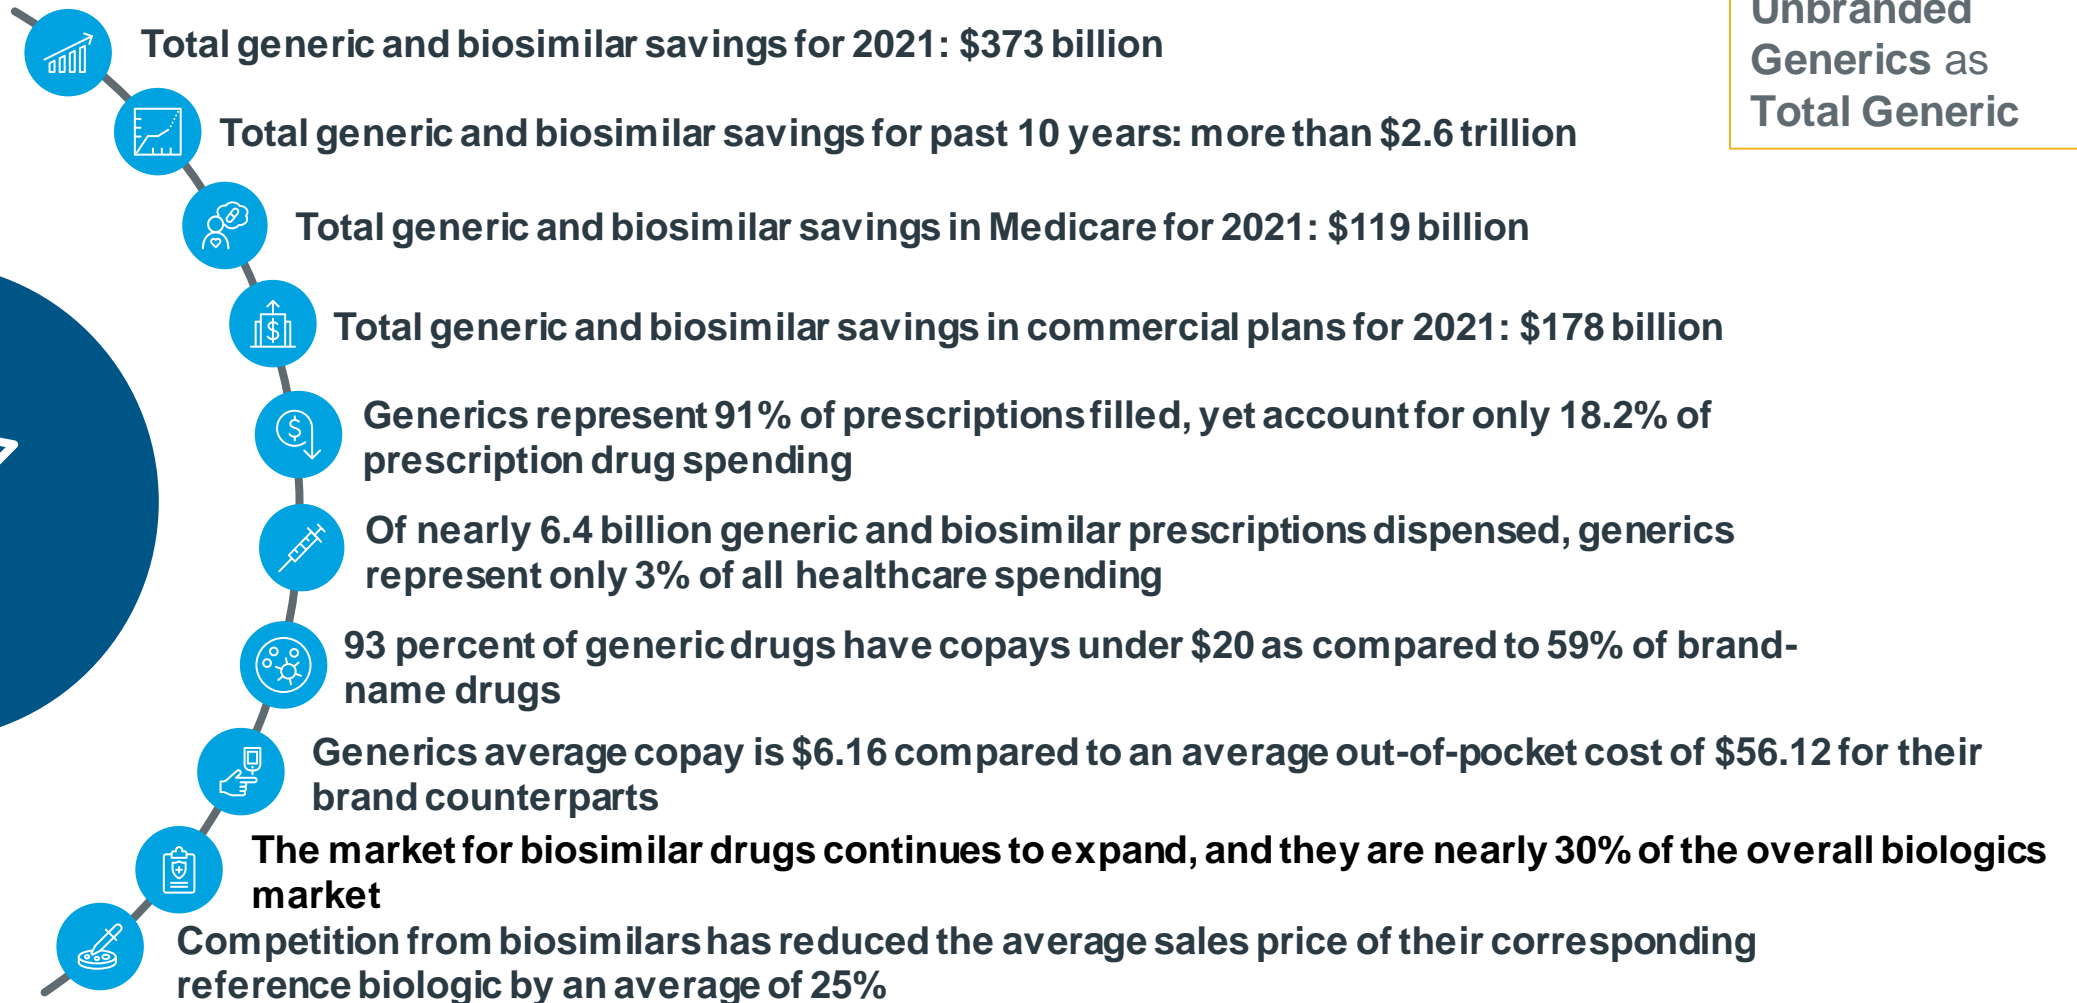 Total generic and biosimilar savings for 2021: $373 billion
Total generic and biosimilar savings for past 10 years: more than $2.6 trillion
Total generic and biosimilar savings in Medicare for 2021: $119 billion
Total generic and biosimilar savings in commercial plans for 2021: $178 billion
Generics represent 91% of prescriptions filled, yet account for only 18.2% of
prescription drug spending
Of nearly 6.4 billion generic and biosimilar prescriptions dispensed, generics
represent only 3% of all healthcare spending
93 percent of generic drugs have copays under $20 as compared to 59% of brand-
name drugs
Generics average copay is $6.16 compared to an average out-of-pocket cost of $56.12 for their
brand counterparts
The market for biosimilar drugs continues to expand, and they are nearly 30% of the overall biologics
market
Competition from biosimilars has reduced the average sales price of their corresponding
reference biologic by an average of 25%
Unbranded
Generics as
Total Generic